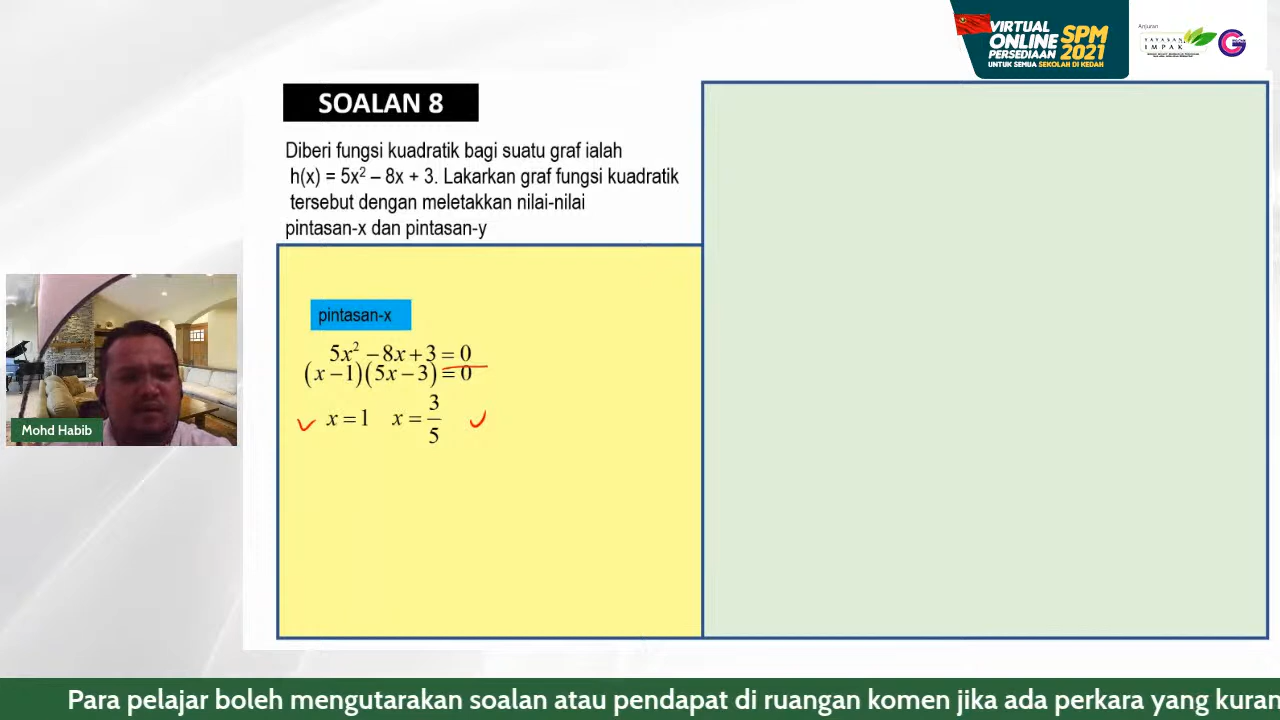 VIRTUAL
ONLINE
PERSEDIAAN
SPM
2021
UNTUK SEMUA SEKOLAH DI KEDAH
Anjuran
YAYASAN
IMPAK
SOALAN 8
Diberi fungsi kuadratik bagi suatu graf ialah
h(x) = 5x² – 8x + 3. Lakarkan graf fungsi kuadratik
tersebut dengan meletakkan nilai-nilai
pintasan-x dan pintasan-y
pintasan-x
5x² − 8x + 3 = 0
(x − 1)(5x − 3) = 0
x = 1 x = 3/5
Mohd Habib
Para pelajar boleh mengutarakan soalan atau pendapat di ruangan komen jika ada perkara yang kuran